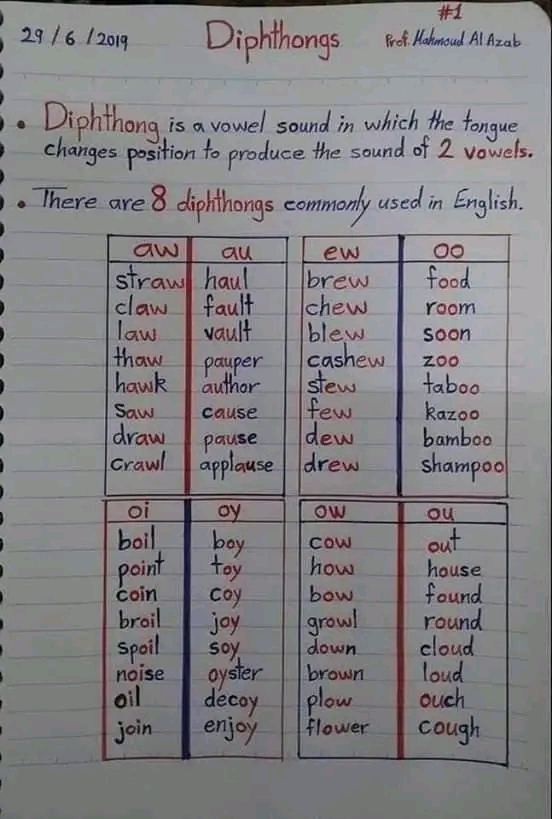 #1
29/6/2019 Diphthongs Prof. Mahmoud Al Azab
• Diphthong is a vowel sound in which the tongue
changes position to produce the sound of 2 vowels.
• There are 8 diphthongs commonly used in English.
aw au ew oo
straw haul brew food
claw fault chew room
law vault blew soon
thaw pauper cashew zoo
hawk author stew taboo
saw cause few kazoo
draw pause dew bamboo
crawl applause drew shampoo
oi oy ow ou
boil boy cow out
point toy how house
coin coy bow found
broil joy growl round
spoil soy down cloud
noise oyster brown loud
oil decoy plow ouch
join enjoy flower cough